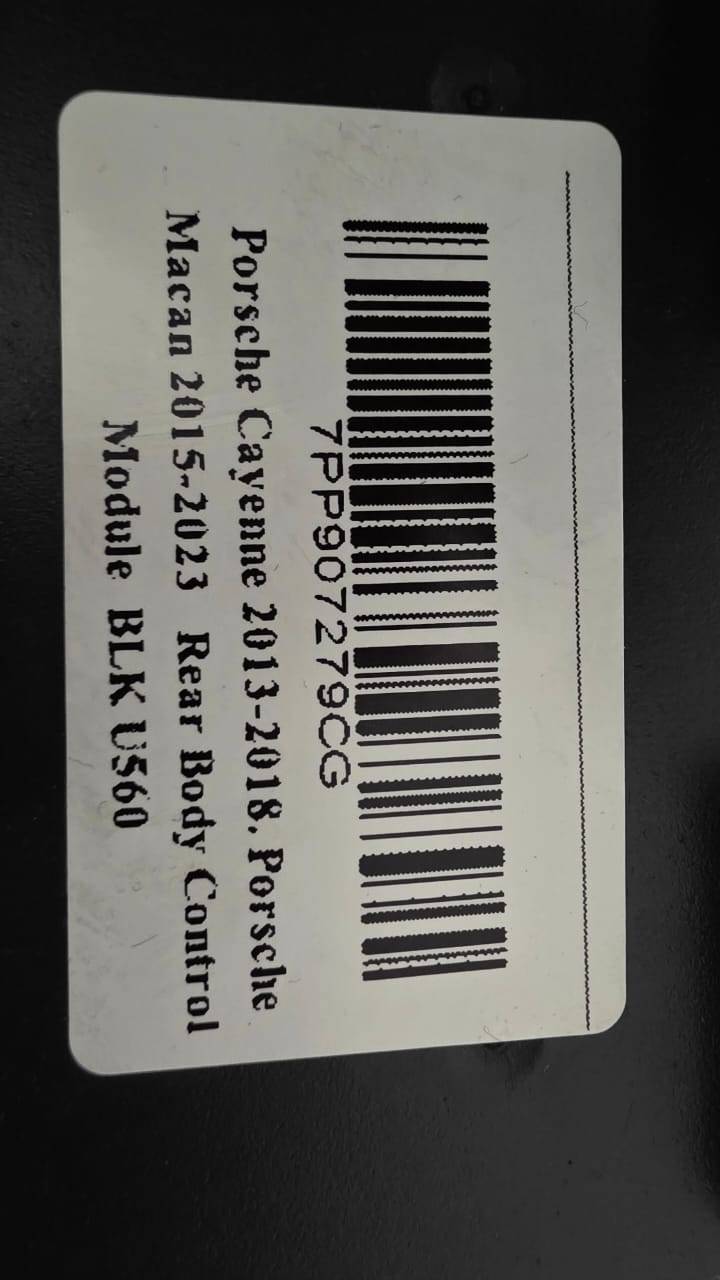 7PP907279CG
Porsche Cayenne 2013-2018, Porsche
Macan 2015-2023 Rear Body Control
Module BLK U560